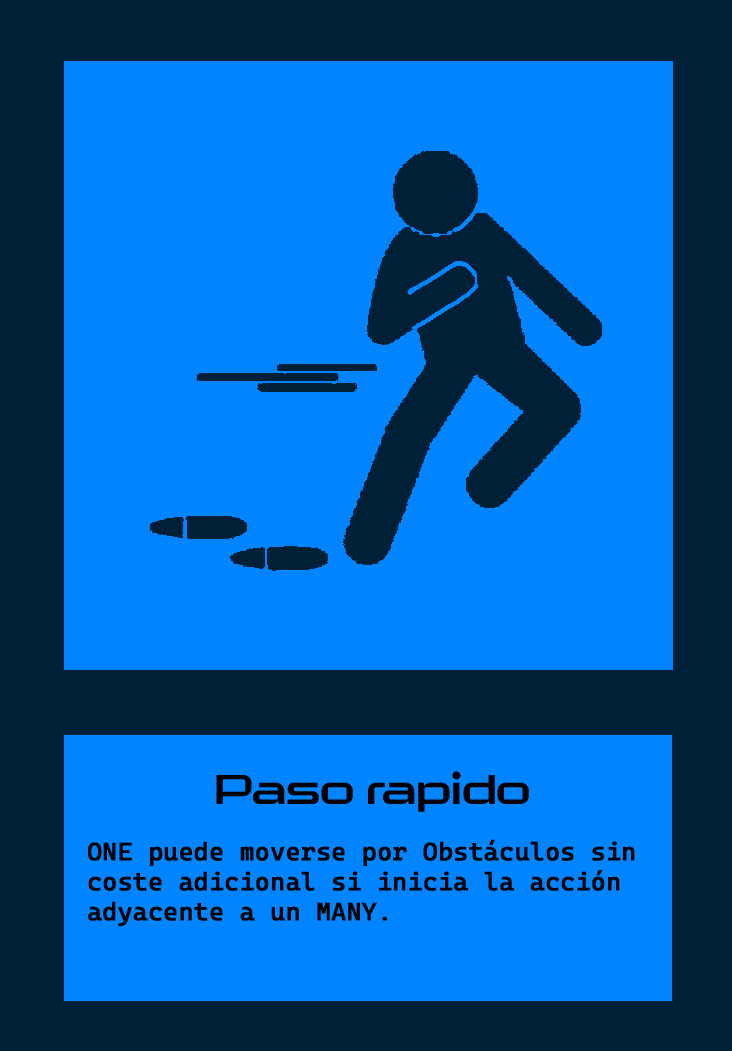 Paso rapido
ONE puede moverse por Obstáculos sin
coste adicional si inicia la acción
adyacente a un MANY.